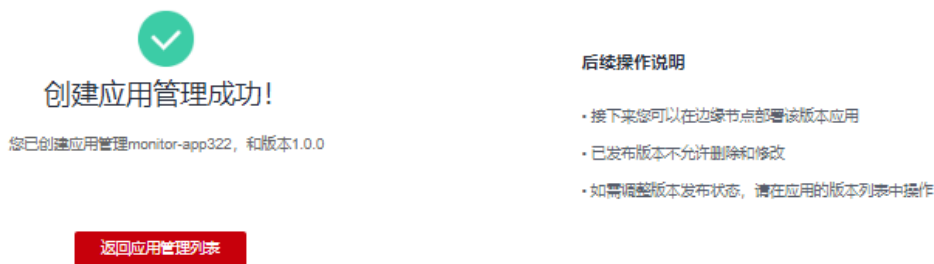 创建应用管理成功!
您已创建应用管理monitor-app322，和版本1.0.0
返回应用管理列表
后续操作说明
• 接下来您可以在边缘节点部署该版本应用
• 已发布版本不允许删除和修改
• 如需调整版本发布状态，请在应用的版本列表中操作